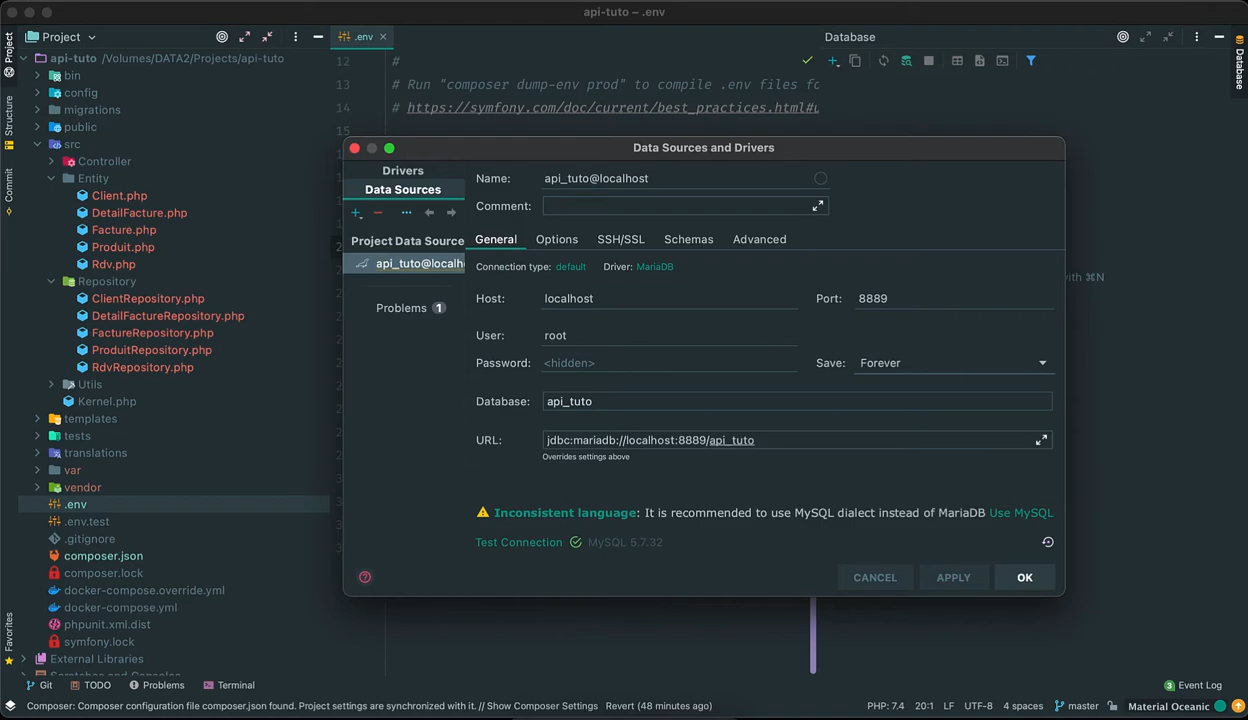 api-tuto – .env
Project
.env
Database
api-tuto /Volumes/DATA2/Projects/api-tuto
bin
config
migrations
public
src
Controller
Entity
Client.php
DetailFacture.php
Facture.php
Produit.php
Rdv.php
Repository
ClientRepository.php
DetailFactureRepository.php
FactureRepository.php
ProduitRepository.php
RdvRepository.php
Utils
Kernel.php
templates
tests
translations
var
vendor
.env
.env.test
.gitignore
composer.json
composer.lock
docker-compose.override.yml
docker-compose.yml
phpunit.xml.dist
symfony.lock
External Libraries
Project
Structure
Commit
Favorites
12 #
13 # Run "composer dump-env prod" to compile .env files fo
14 # https://symfony.com/doc/current/best_practices.html#u
15
Database
with ⌘N
Data Sources and Drivers
Drivers
Data Sources
Project Data Source
api_tuto@localh
Problems 1
Name: api_tuto@localhost
Comment:
General Options SSH/SSL Schemas Advanced
Connection type: default Driver: MariaDB
Host: localhost Port: 8889
User: root
Password: <hidden> Save: Forever
Database: api_tuto
URL: jdbc:mariadb://localhost:8889/api_tuto
Overrides settings above
Inconsistent language: It is recommended to use MySQL dialect instead of MariaDB Use MySQL
Test Connection MySQL 5.7.32
CANCEL APPLY OK
Git TODO Problems Terminal 3 Event Log
Composer: Composer configuration file composer.json found. Project settings are synchronized with it. // Show Composer Settings Revert (48 minutes ago) PHP: 7.4 20:1 LF UTF-8 4 spaces master Material Oceanic